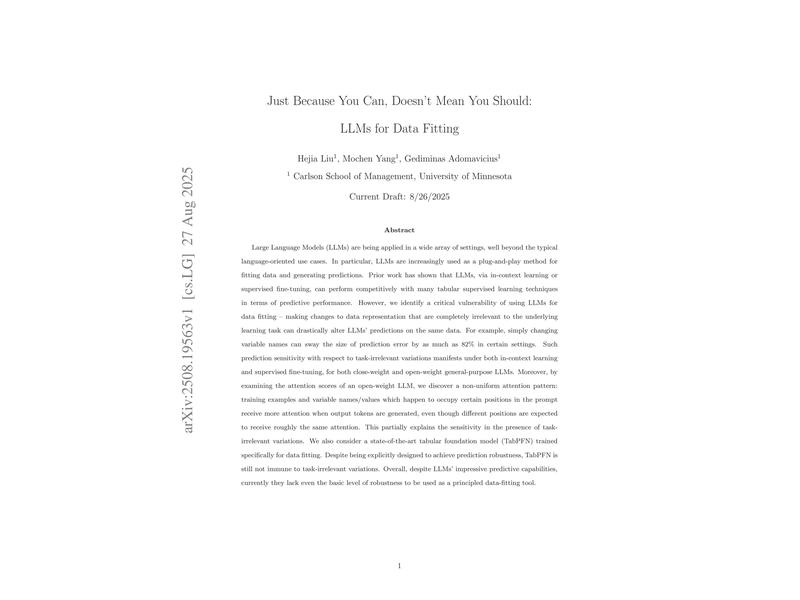 Just Because You Can, Doesn't Mean You Should:
LLMs for Data Fitting
Hejia Liu1, Mochen Yang1, Gediminas Adomavicius1
1 Carlson School of Management, University of Minnesota
Current Draft: 8/26/2025
arXiv:2508.19563v1 [cs.LG] 27 Aug 2025
Abstract
Large Language Models (LLMs) are being applied in a wide array of settings, well beyond the typical
language-oriented use cases. In particular, LLMs are increasingly used as a plug-and-play method for
fitting data and generating predictions. Prior work has shown that LLMs, via in-context learning or
supervised fine-tuning, can perform competitively with many tabular supervised learning techniques
in terms of predictive performance. However, we identify a critical vulnerability of using LLMs for
data fitting – making changes to data representation that are completely irrelevant to the underlying
learning task can drastically alter LLMs' predictions on the same data. For example, simply changing
variable names can sway the size of prediction error by as much as 82% in certain settings. Such
prediction sensitivity with respect to task-irrelevant variations manifests under both in-context learning
and supervised fine-tuning, for both close-weight and open-weight general-purpose LLMs. Moreover, by
examining the attention scores of an open-weight LLM, we discover a non-uniform attention pattern:
training examples and variable names/values which happen to occupy certain positions in the prompt
receive more attention when output tokens are generated, even though different positions are expected
to receive roughly the same attention. This partially explains the sensitivity in the presence of task-
irrelevant variations. We also consider a state-of-the-art tabular foundation model (TabPFN) trained
specifically for data fitting. Despite being explicitly designed to achieve prediction robustness, TabPFN is
still not immune to task-irrelevant variations. Overall, despite LLMs' impressive predictive capabilities,
currently they lack even the basic level of robustness to be used as a principled data-fitting tool.
1